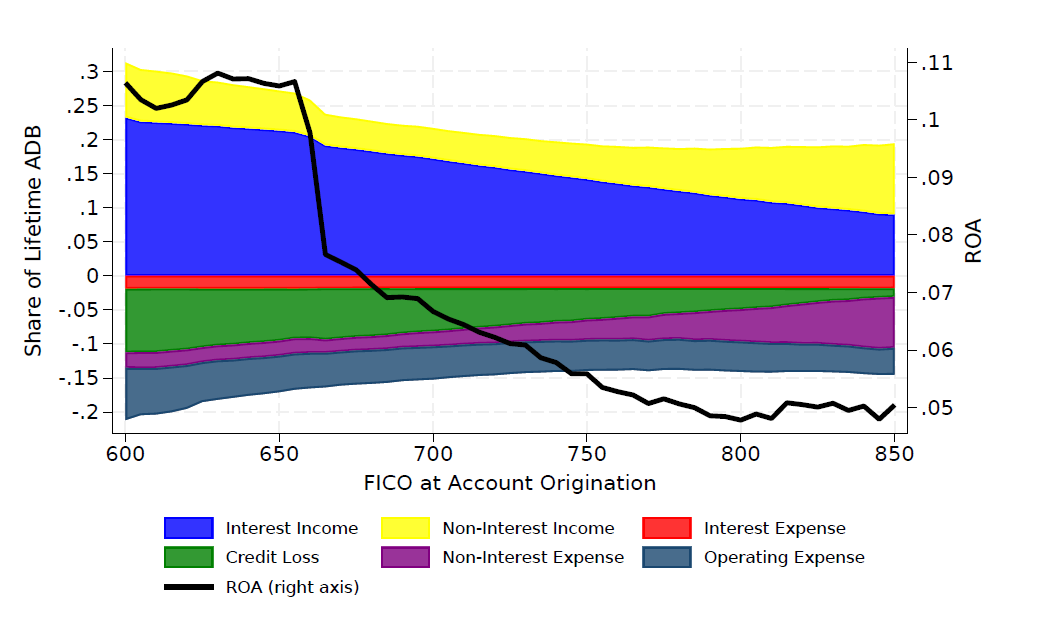 .3
.25
.2
.15
.1
.05
0
-.05
-.1
-.15
-.2
Share of Lifetime ADB
.11
.1
.09
.08
.07
.06
.05
ROA
600 650 700 750 800 850
FICO at Account Origination
Interest Income Non-Interest Income Interest Expense
Credit Loss Non-Interest Expense Operating Expense
ROA (right axis)